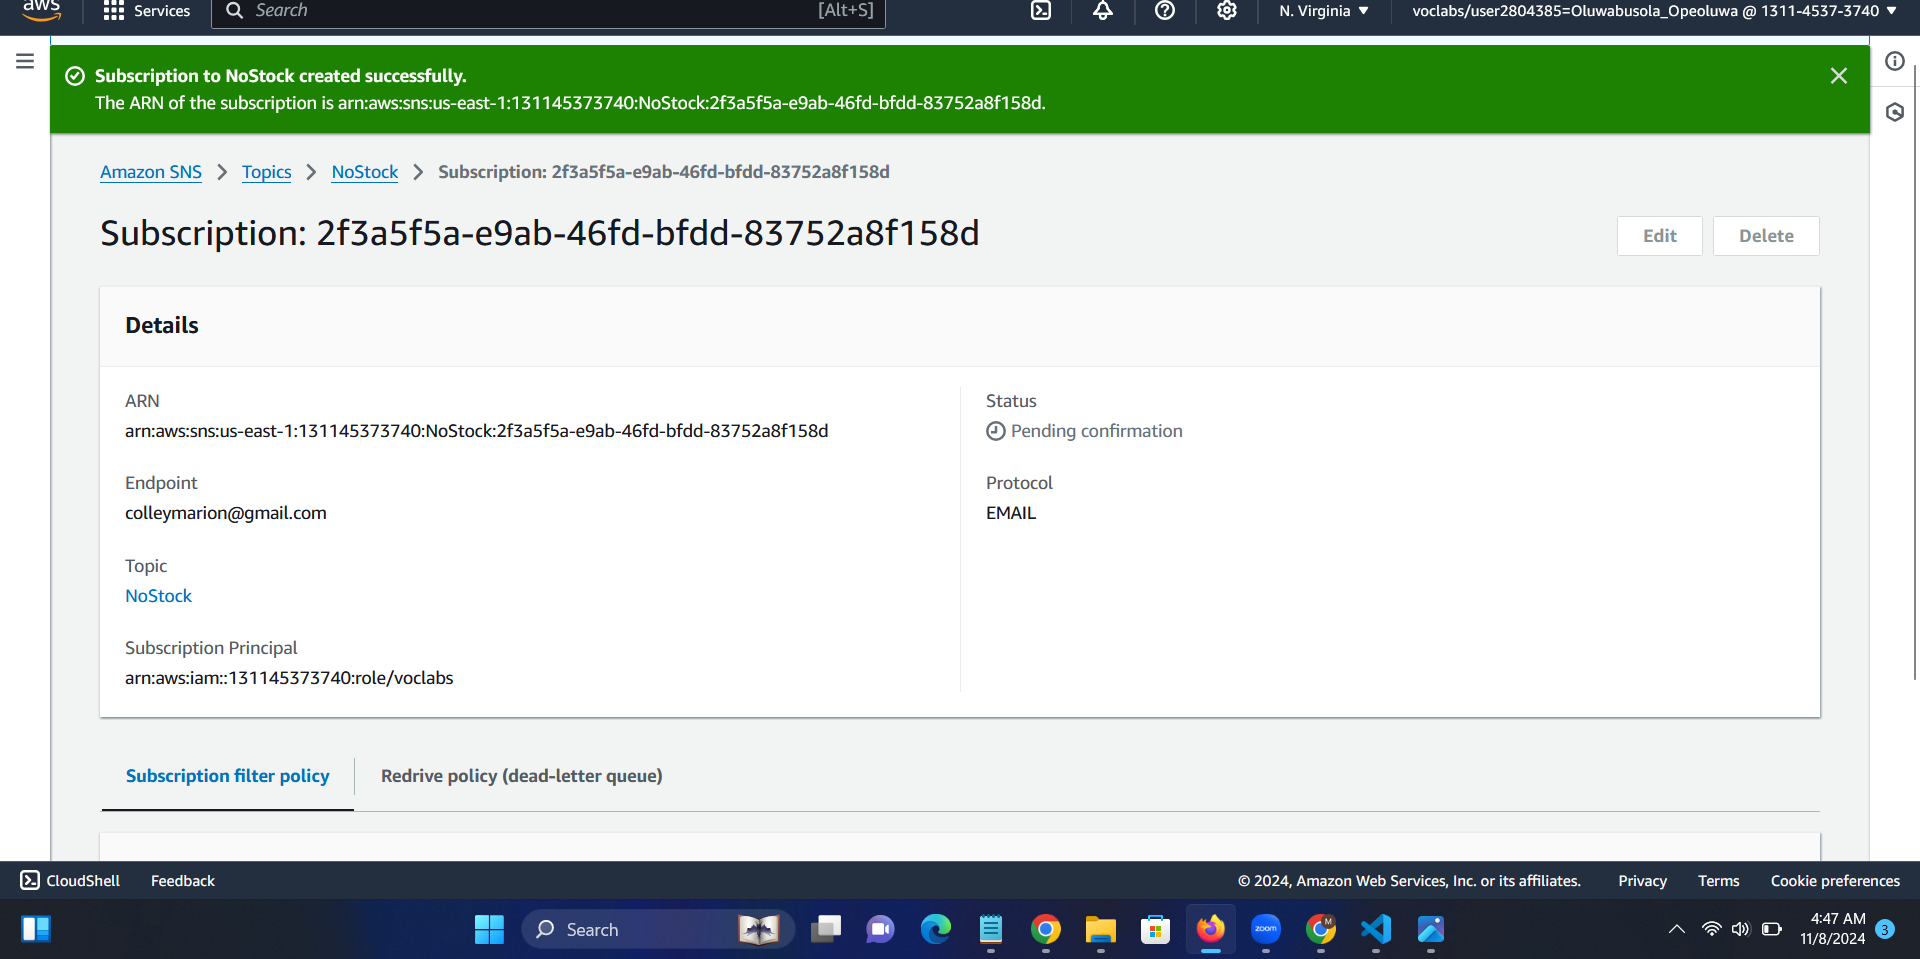 aws
Services
Search
[Alt+S]
N. Virginia
voclabs/user2804385=Oluwabusola_Opeoluwa @ 1311-4537-3740
Subscription to NoStock created successfully.
The ARN of the subscription is arn:aws:sns:us-east-1:131145373740:NoStock:2f3a5f5a-e9ab-46fd-bfdd-83752a8f158d.
Amazon SNS
Topics
NoStock
Subscription: 2f3a5f5a-e9ab-46fd-bfdd-83752a8f158d
Subscription: 2f3a5f5a-e9ab-46fd-bfdd-83752a8f158d
Edit
Delete
Details
ARN
arn:aws:sns:us-east-1:131145373740:NoStock:2f3a5f5a-e9ab-46fd-bfdd-83752a8f158d
Endpoint
colleymarion@gmail.com
Topic
NoStock
Subscription Principal
arn:aws:iam::131145373740:role/voclabs
Status
Pending confirmation
Protocol
EMAIL
Subscription filter policy
Redrive policy (dead-letter queue)
CloudShell
Feedback
© 2024, Amazon Web Services, Inc. or its affiliates.
Privacy
Terms
Cookie preferences
Search
zoom
M
4:47 AM
11/8/2024
3